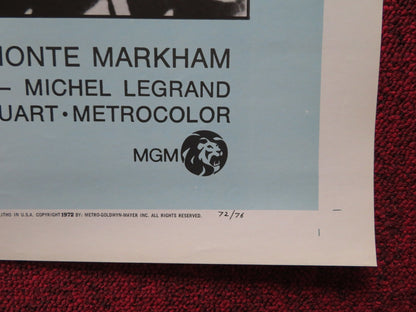 MONTE MARKHAM
– MICHEL LEGRAND
UART • METROCOLOR
MGM
LITHO IN U.S.A. COPYRIGHT 1972 BY: METRO-GOLDWYN-MAYER INC. ALL RIGHTS RESERVED. 72/76